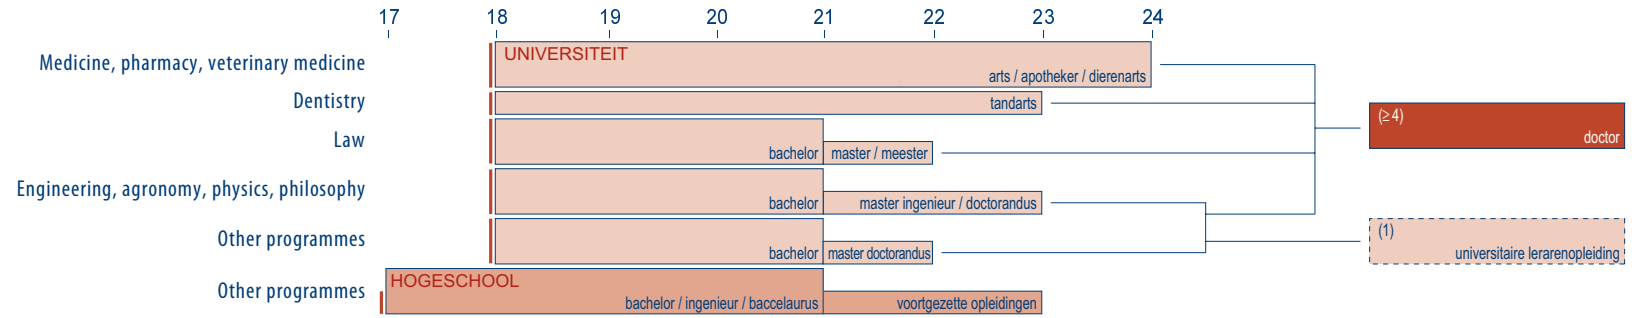 17 18 19 20 21 22 23 24
Medicine, pharmacy, veterinary medicine
UNIVERSITEIT
arts / apotheker / dierenarts
Dentistry
tandarts
(≥4)
doctor
Law
bachelor
master / meester
Engineering, agronomy, physics, philosophy
bachelor
master ingenieur / doctorandus
Other programmes
bachelor
master doctorandus
(1)
universitaire lerarenopleiding
Other programmes
HOGESCHOOL
bachelor / ingenieur / baccelaurus
voortgezette opleidingen